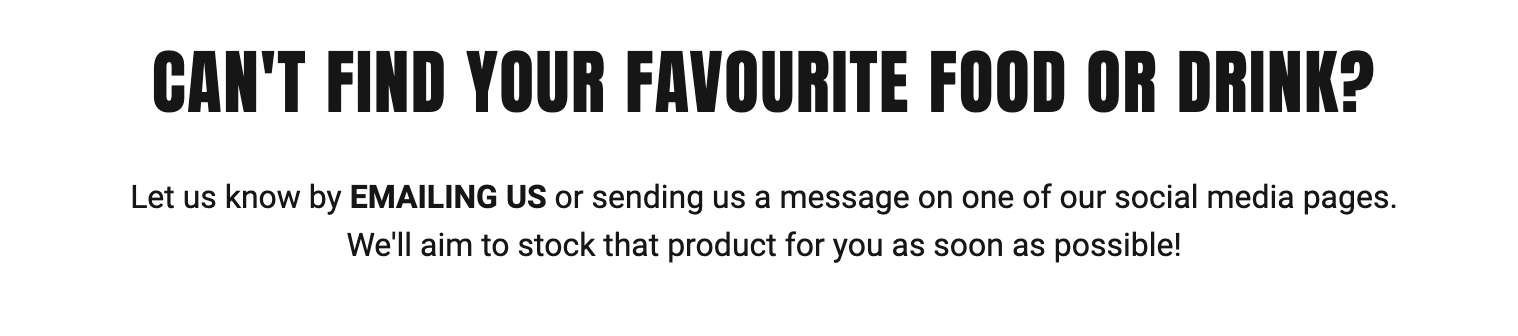 CAN'T FIND YOUR FAVOURITE FOOD OR DRINK?
Let us know by EMAILING US or sending us a message on one of our social media pages.
We'll aim to stock that product for you as soon as possible!